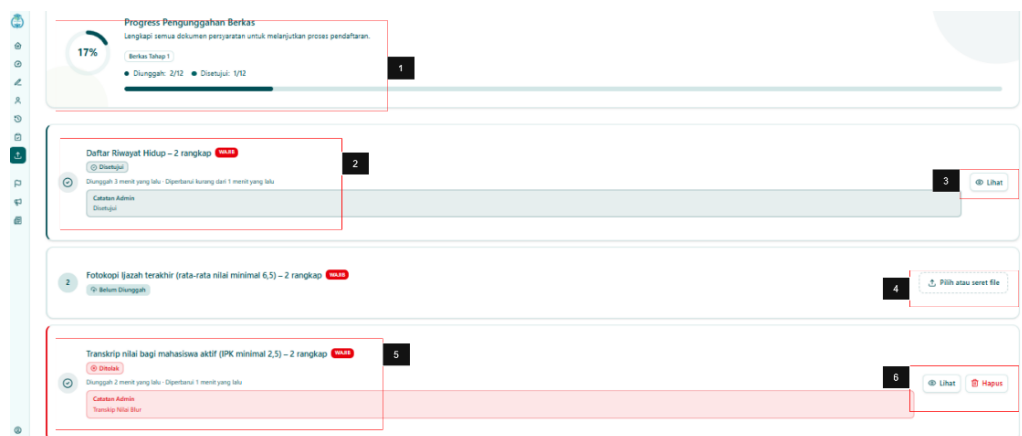 Progress Pengunggahan Berkas
Lengkapi semua dokumen persyaratan untuk melanjutkan proses pendaftaran.
17%
Berkas Tahap 1
Diunggah: 2/12 Disetujui: 1/12
1
Daftar Riwayat Hidup – 2 rangkap WAJIB
Disetujui
Diunggah 3 menit yang lalu · Diperbarui kurang dari 1 menit yang lalu
Catatan Admin
Disetujui
2
3
Lihat
2
Fotokopi Ijazah terakhir (rata-rata nilai minimal 6,5) – 2 rangkap WAJIB
Belum Diunggah
4
Pilih atau seret file
Transkrip nilai bagi mahasiswa aktif (IPK minimal 2,5) – 2 rangkap WAJIB
Ditolak
Diunggah 2 menit yang lalu · Diperbarui 1 menit yang lalu
Catatan Admin
Transkip Nilai Blur
5
6
Lihat Hapus